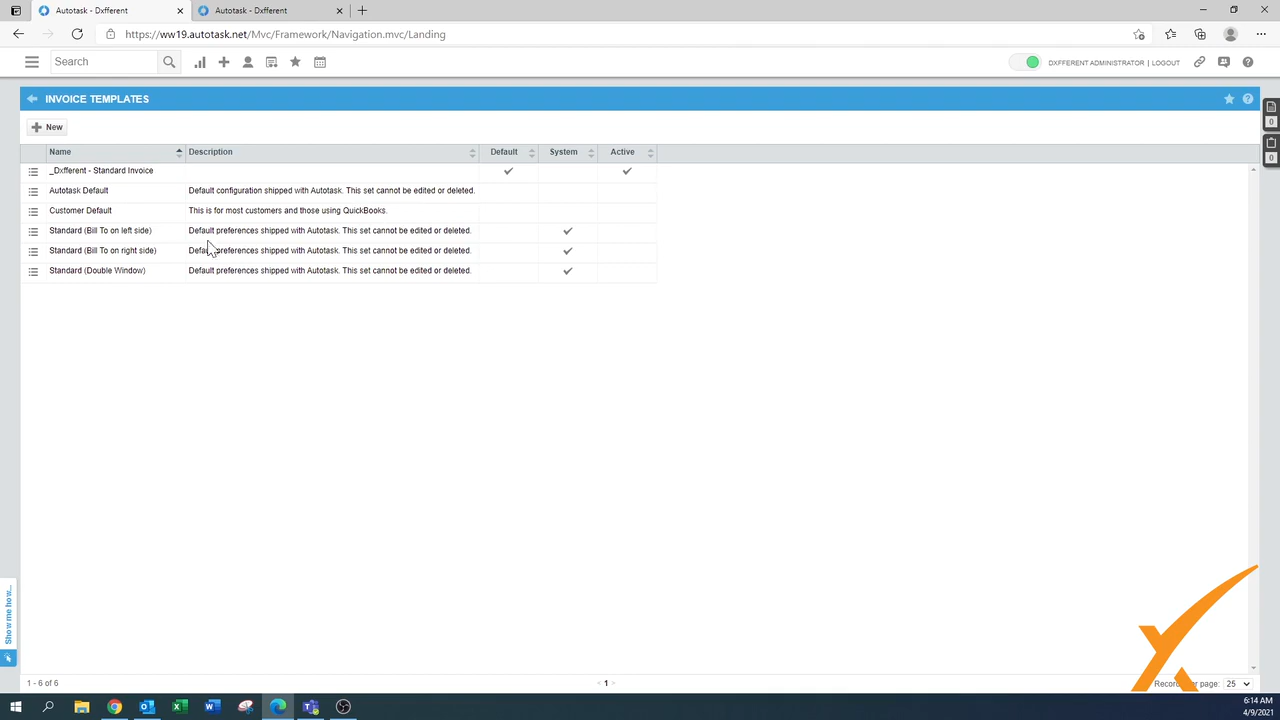 Autotask - Dxfferent
Autotask - Dxfferent
https://ww19.autotask.net/Mvc/Framework/Navigation.mvc/Landing
Search
DXFFERENT ADMINISTRATOR | LOGOUT
INVOICE TEMPLATES
0
New
0
Name Description Default System Active
_Dxfferent - Standard Invoice
Autotask Default Default configuration shipped with Autotask. This set cannot be edited or deleted.
Customer Default This is for most customers and those using QuickBooks.
Standard (Bill To on left side) Default preferences shipped with Autotask. This set cannot be edited or deleted.
Standard (Bill To on right side) Default preferences shipped with Autotask. This set cannot be edited or deleted.
Standard (Double Window) Default preferences shipped with Autotask. This set cannot be edited or deleted.
Show me how...
1 - 6 of 6 < 1 > per page: 25
6:14 AM
4/9/2021